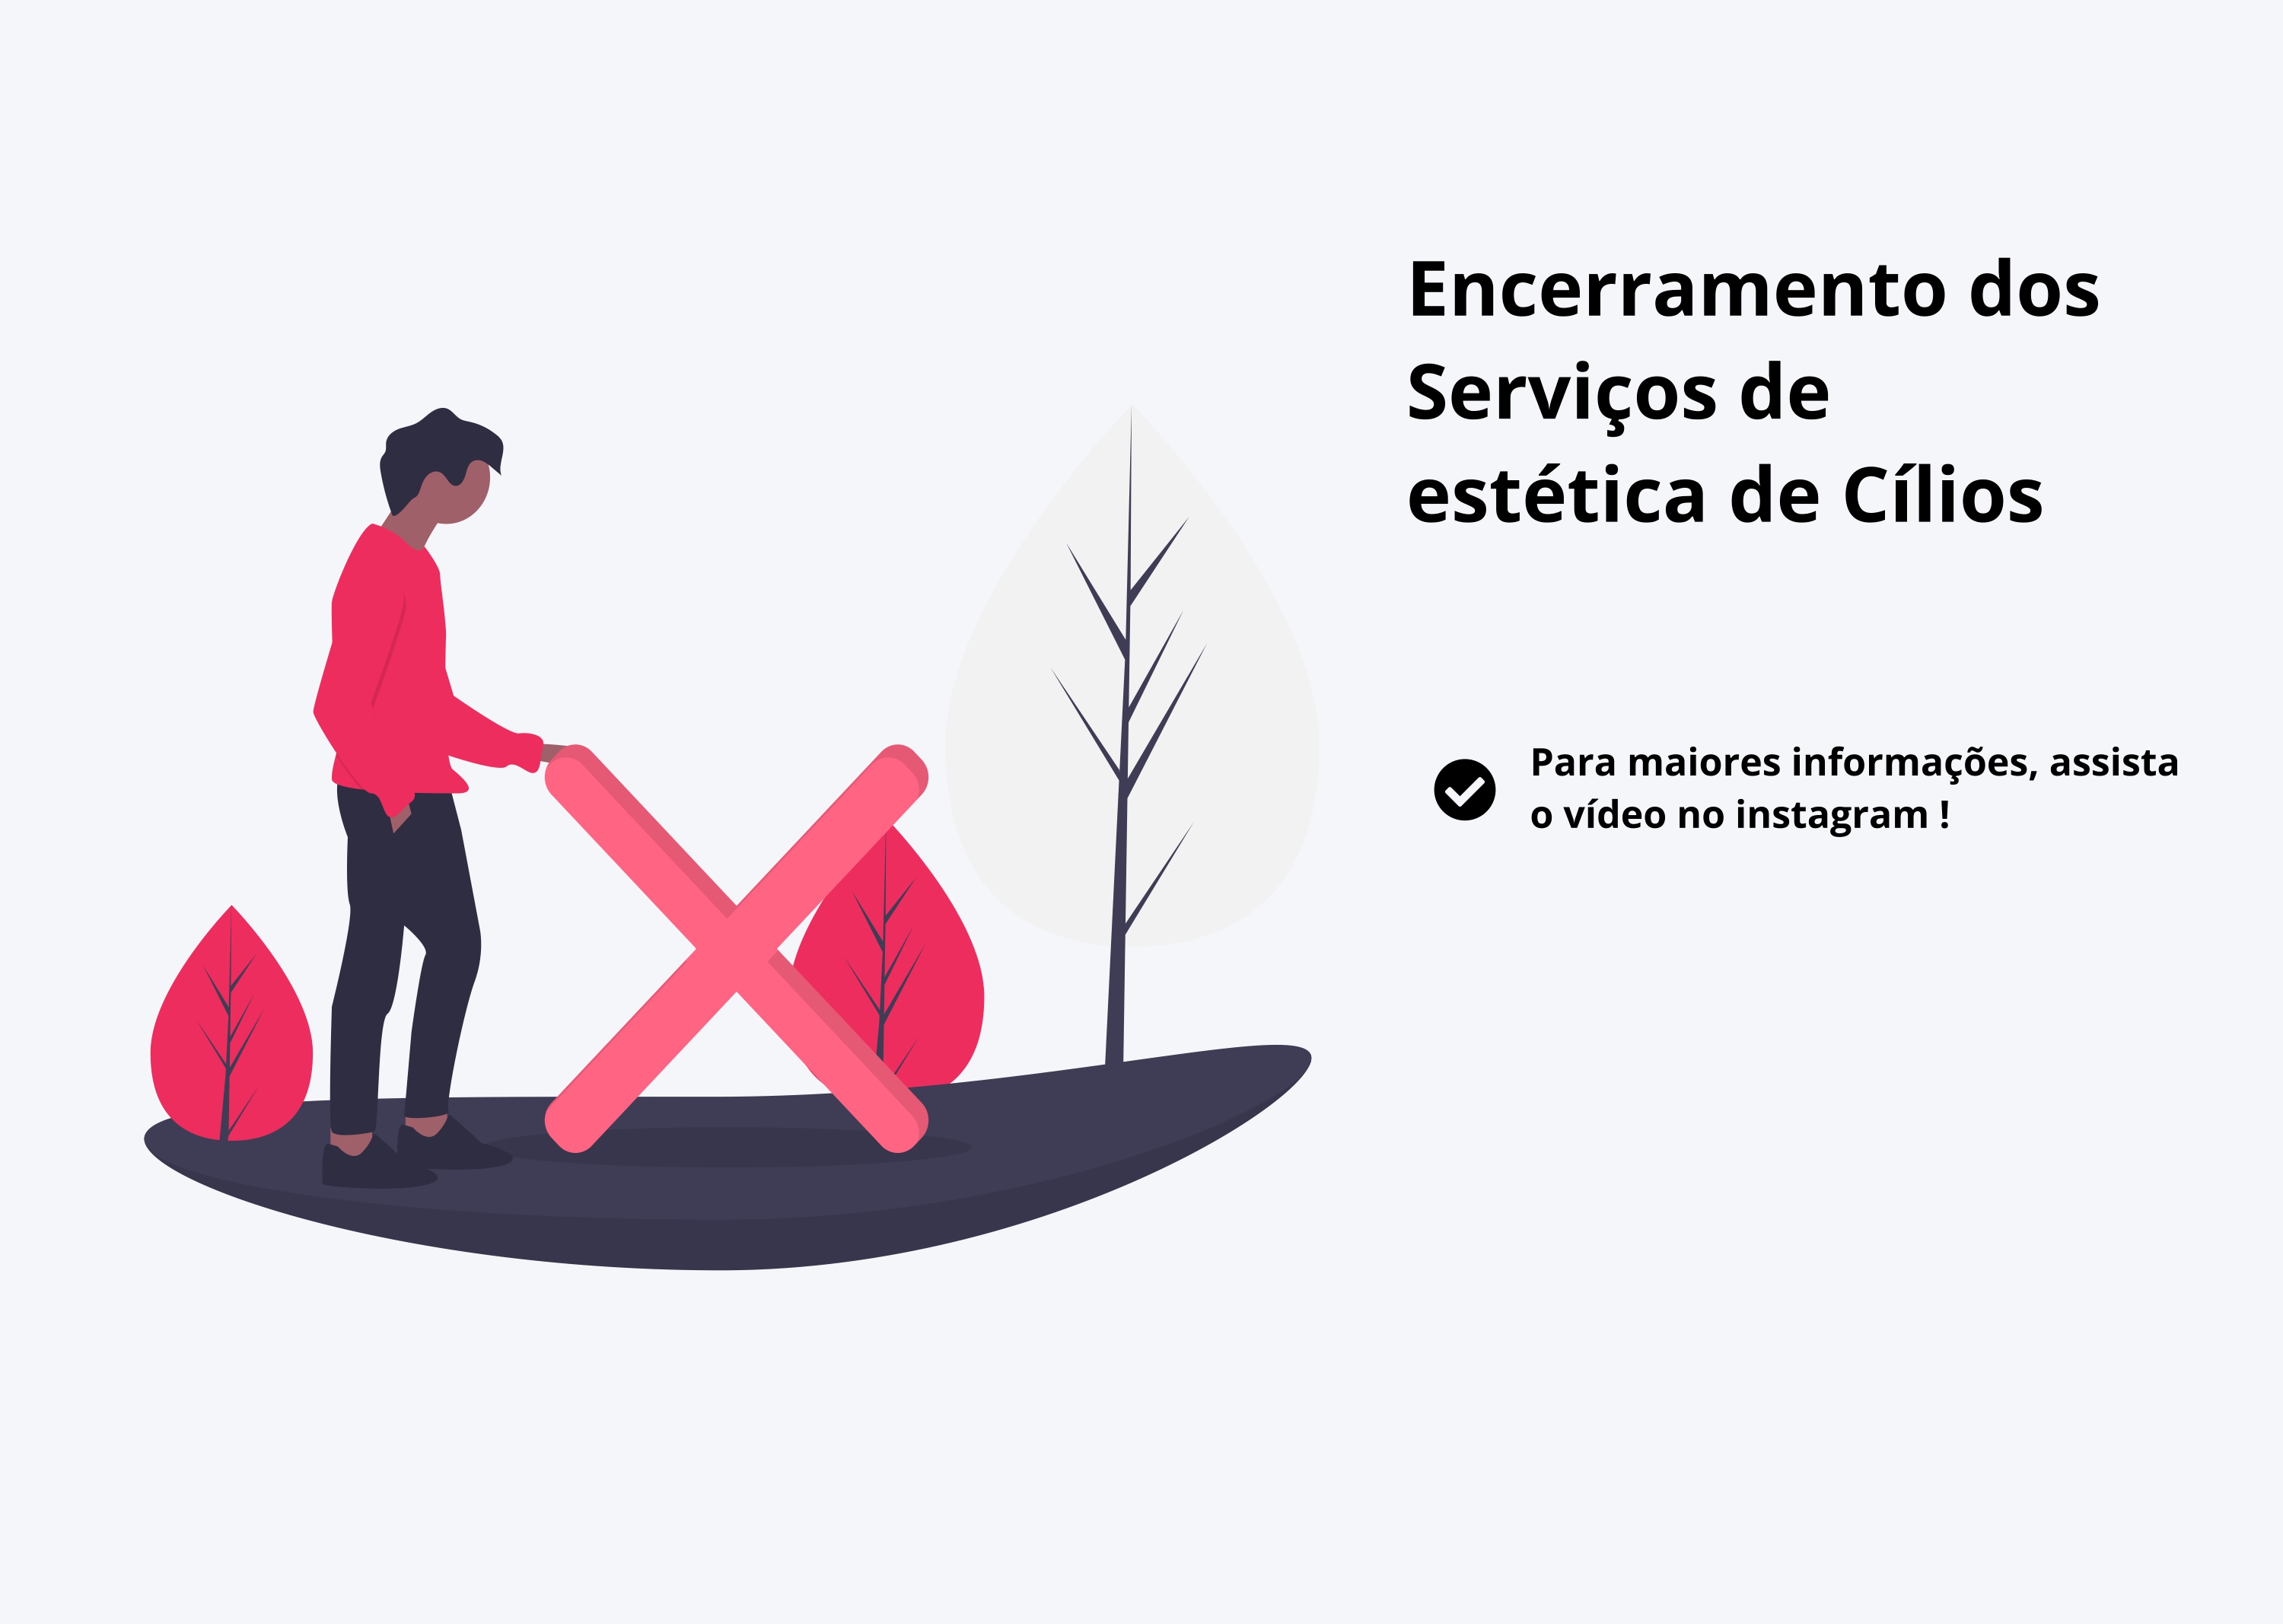 Encerramento dos
Serviços de
estética de Cílios
Para maiores informações, assista
o vídeo no instagram !